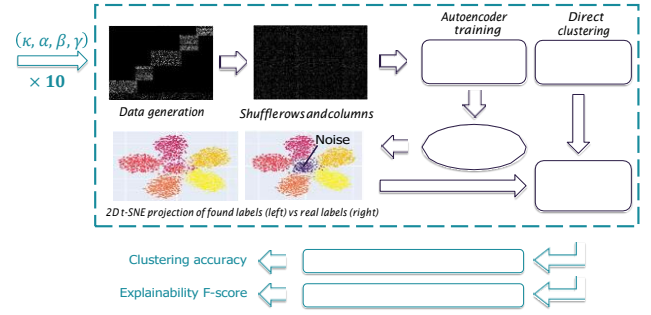 Autoencoder training
Direct clustering
(κ, α, β, γ)
× 10
Data generation
Shuffle rows and columns
Noise
2D t-SNE projection of found labels (left) vs real labels (right)
Clustering accuracy
Explainability F-score